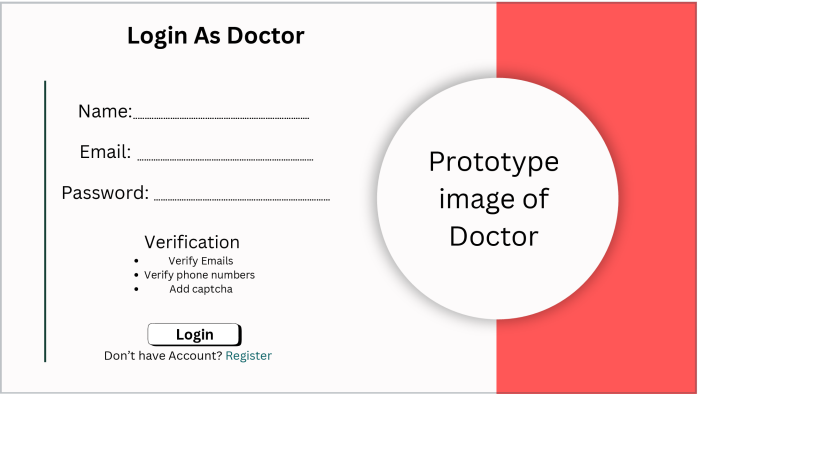 Login As Doctor
Name:
Email:
Password:
Verification
• Verify Emails
• Verify phone numbers
• Add captcha
Login
Don’t have Account? Register
Prototype
image of
Doctor